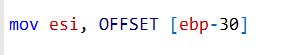 mov esi, OFFSET [ebp-30]